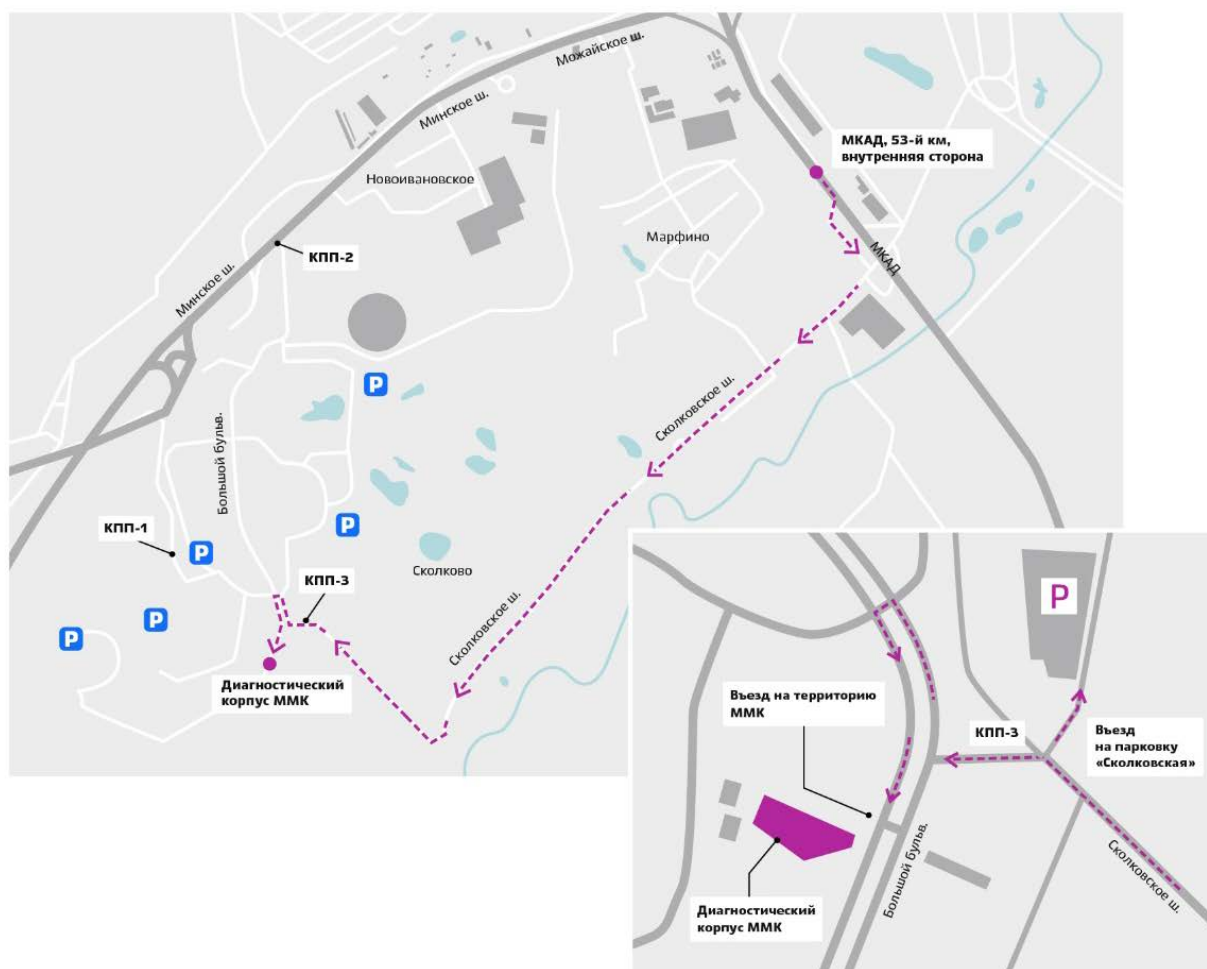 Можайское ш.
Минское ш.
МКАД, 53-й км,
внутренняя сторона
Новоивановское
Марфино
КПП-2
МКАД
Минское ш.
P
Сколковское ш.
Большой бульв.
КПП-1
P
P
Сколково
КПП-3
P
P
Сколковское ш.
Диагностический
корпус ММК
P
Въезд на территорию
ММК
КПП-3
Въезд
на парковку
«Сколковская»
Большой бульв.
Сколковское ш.
Диагностический
корпус ММК